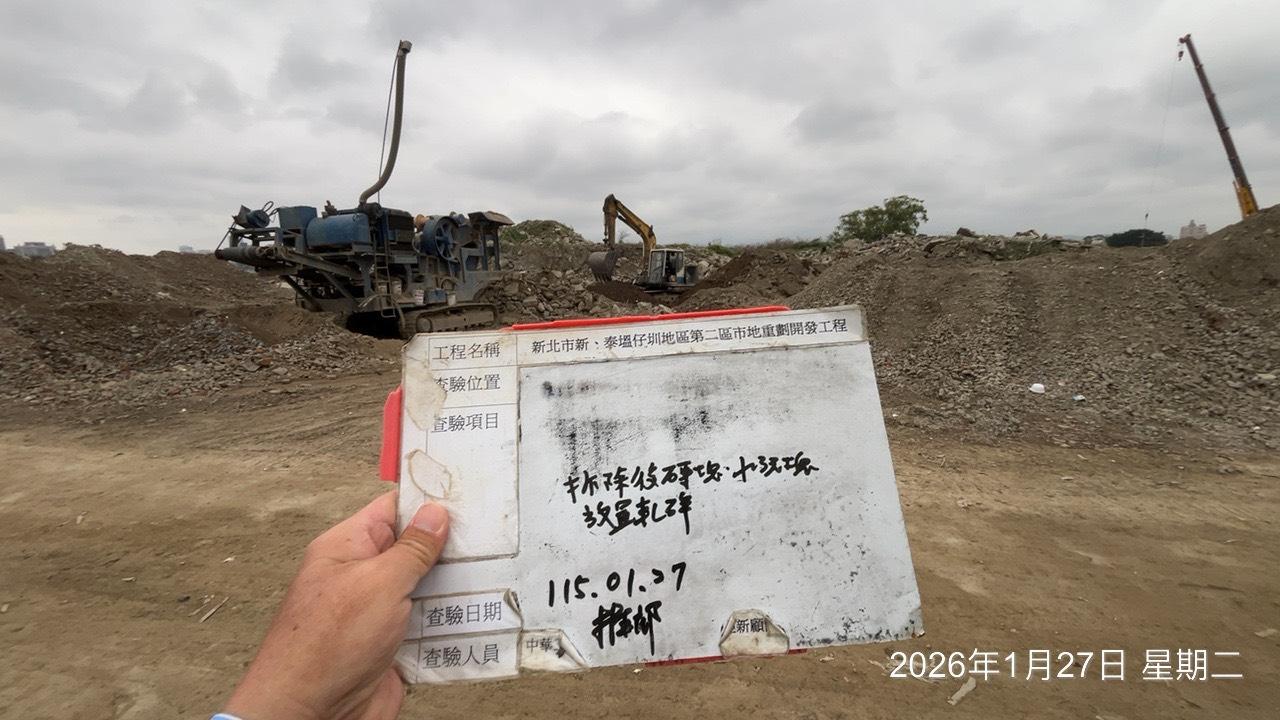 工程名稱 新北市新、泰塭仔圳地區第二區市地重劃開發工程
查驗位置
查驗項目
拆除後磚塊.水泥塊
放置軋碎
查驗日期 115.01.27
查驗人員 中華 新顧
2026年1月27日 星期二